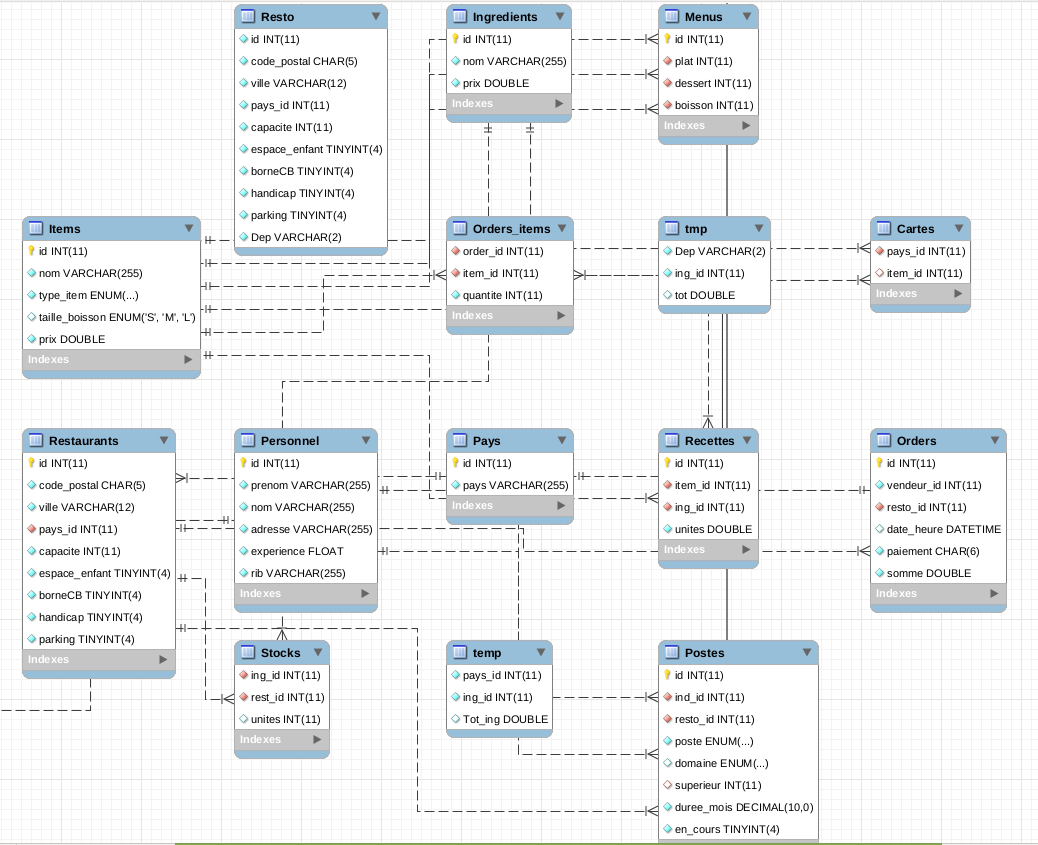 Resto
id INT(11)
code_postal CHAR(5)
ville VARCHAR(12)
pays_id INT(11)
capacite INT(11)
espace_enfant TINYINT(4)
borneCB TINYINT(4)
handicap TINYINT(4)
parking TINYINT(4)
Dep VARCHAR(2)
Ingredients
id INT(11)
nom VARCHAR(255)
prix DOUBLE
Indexes
Menus
id INT(11)
plat INT(11)
dessert INT(11)
boisson INT(11)
Indexes
Items
id INT(11)
nom VARCHAR(255)
type_item ENUM(...)
taille_boisson ENUM('S', 'M', 'L')
prix DOUBLE
Indexes
Orders_items
order_id INT(11)
item_id INT(11)
quantite INT(11)
Indexes
tmp
Dep VARCHAR(2)
ing_id INT(11)
tot DOUBLE
Cartes
pays_id INT(11)
item_id INT(11)
Indexes
Restaurants
id INT(11)
code_postal CHAR(5)
ville VARCHAR(12)
pays_id INT(11)
capacite INT(11)
espace_enfant TINYINT(4)
borneCB TINYINT(4)
handicap TINYINT(4)
parking TINYINT(4)
Indexes
Personnel
id INT(11)
prenom VARCHAR(255)
nom VARCHAR(255)
adresse VARCHAR(255)
experience FLOAT
rib VARCHAR(255)
Indexes
Pays
id INT(11)
pays VARCHAR(255)
Indexes
Recettes
id INT(11)
item_id INT(11)
ing_id INT(11)
unites DOUBLE
Indexes
Orders
id INT(11)
vendeur_id INT(11)
resto_id INT(11)
date_heure DATETIME
paiement CHAR(6)
somme DOUBLE
Indexes
Stocks
ing_id INT(11)
rest_id INT(11)
unites INT(11)
Indexes
temp
pays_id INT(11)
ing_id INT(11)
Tot_ing DOUBLE
Postes
id INT(11)
ind_id INT(11)
resto_id INT(11)
poste ENUM(...)
domaine ENUM(...)
superieur INT(11)
duree_mois DECIMAL(10,0)
en_cours TINYINT(4)